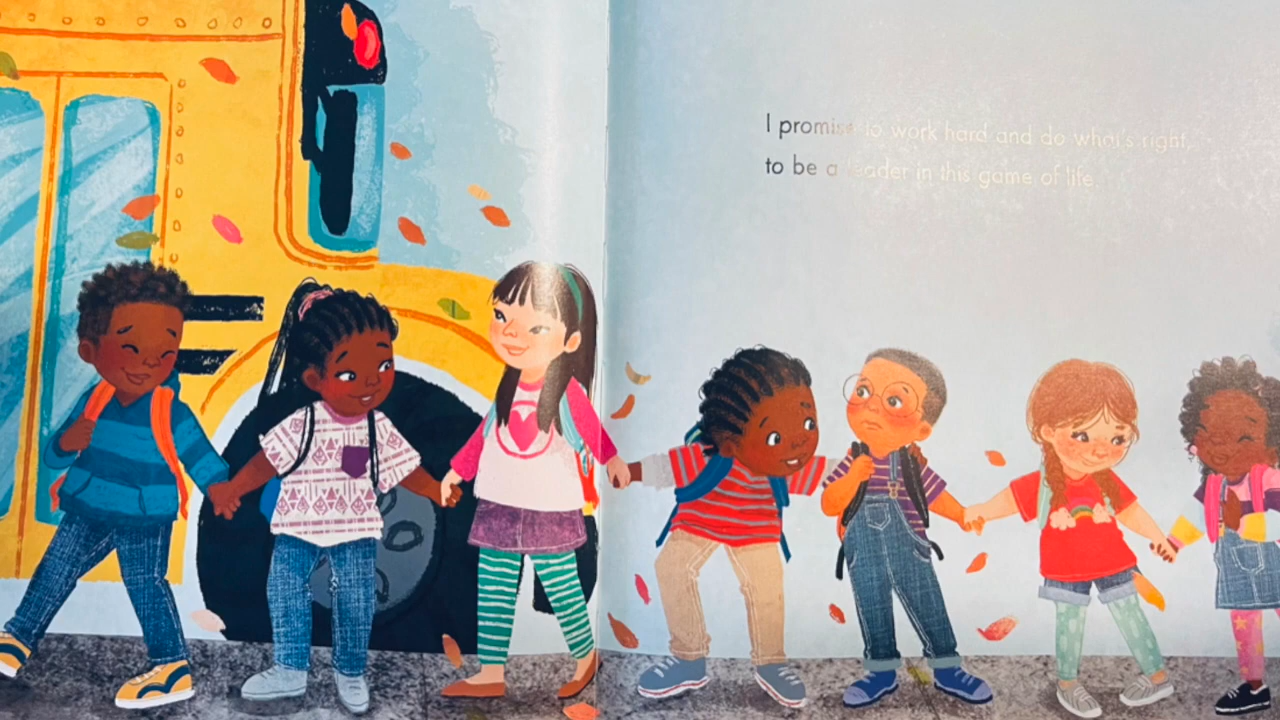 I promise to work hard and do what's right,
to be a leader in this game of life.